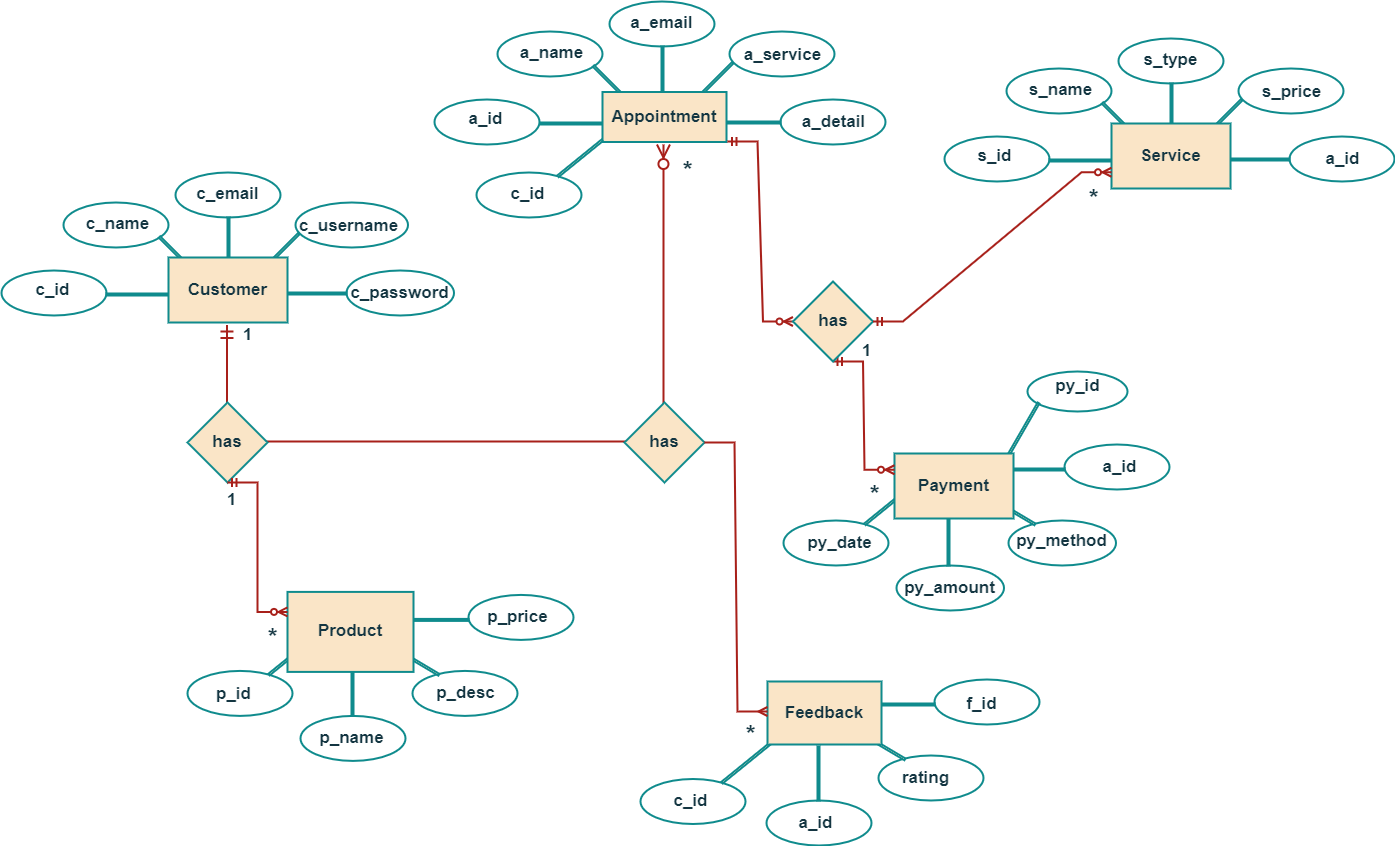 a_email
a_name
a_service
a_id
Appointment
a_detail
c_id
*
s_type
s_name
s_price
s_id
Service
a_id
*
c_email
c_name
c_username
c_id
Customer
c_password
1
has
1
has
has
1
py_id
a_id
Payment
*
py_date
py_method
py_amount
Product
p_price
*
p_id
p_desc
p_name
Feedback
f_id
*
rating
c_id
a_id